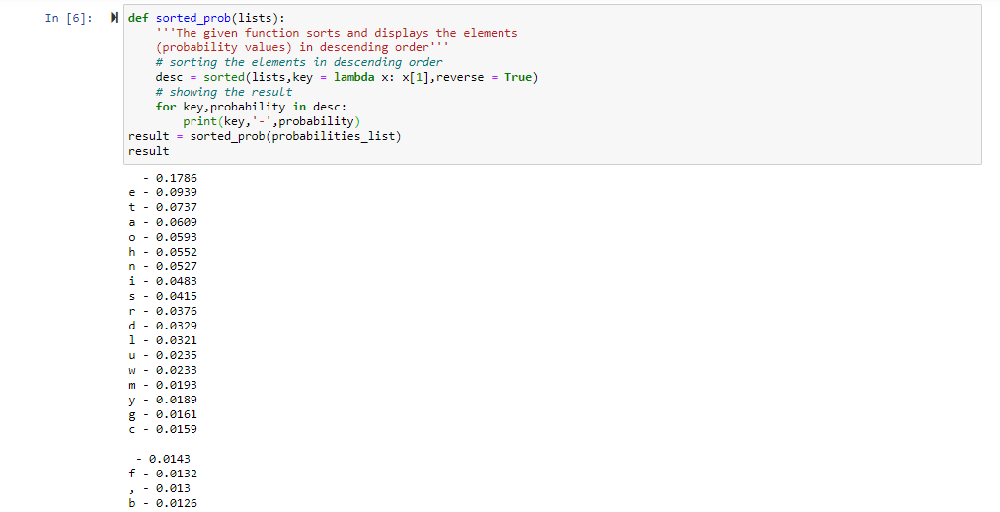 In [6]:
def sorted_prob(lists):
    '''The given function sorts and displays the elements
    (probability values) in descending order'''
    # sorting the elements in descending order
    desc = sorted(lists,key = lambda x: x[1],reverse = True)
    # showing the result
    for key,probability in desc:
        print(key,'-',probability)
result = sorted_prob(probabilities_list)
result
  - 0.1786
e - 0.0939
t - 0.0737
a - 0.0609
o - 0.0593
h - 0.0552
n - 0.0527
i - 0.0483
s - 0.0415
r - 0.0376
d - 0.0329
l - 0.0321
u - 0.0235
w - 0.0233
m - 0.0193
y - 0.0189
g - 0.0161
c - 0.0159

 - 0.0143
f - 0.0132
, - 0.013
b - 0.0126